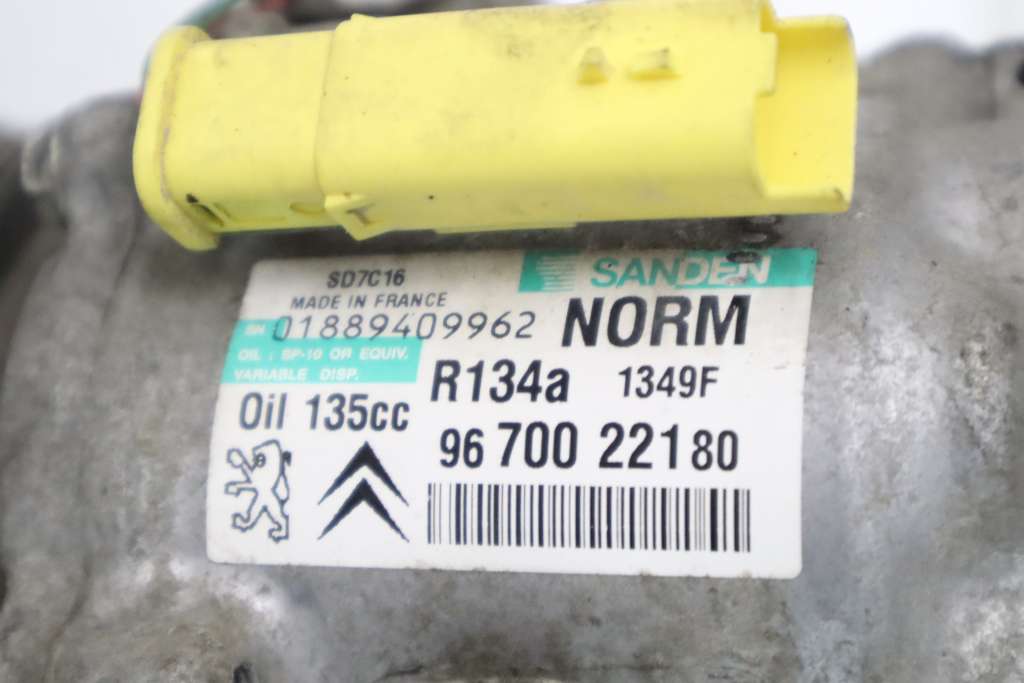 SD7C16
SANDEN
MADE IN FRANCE
SN 01889409962
NORM
OIL : SP-10 OR EQUIV.
VARIABLE DISP.
R134a 1349F
Oil 135cc
96 700 221 80